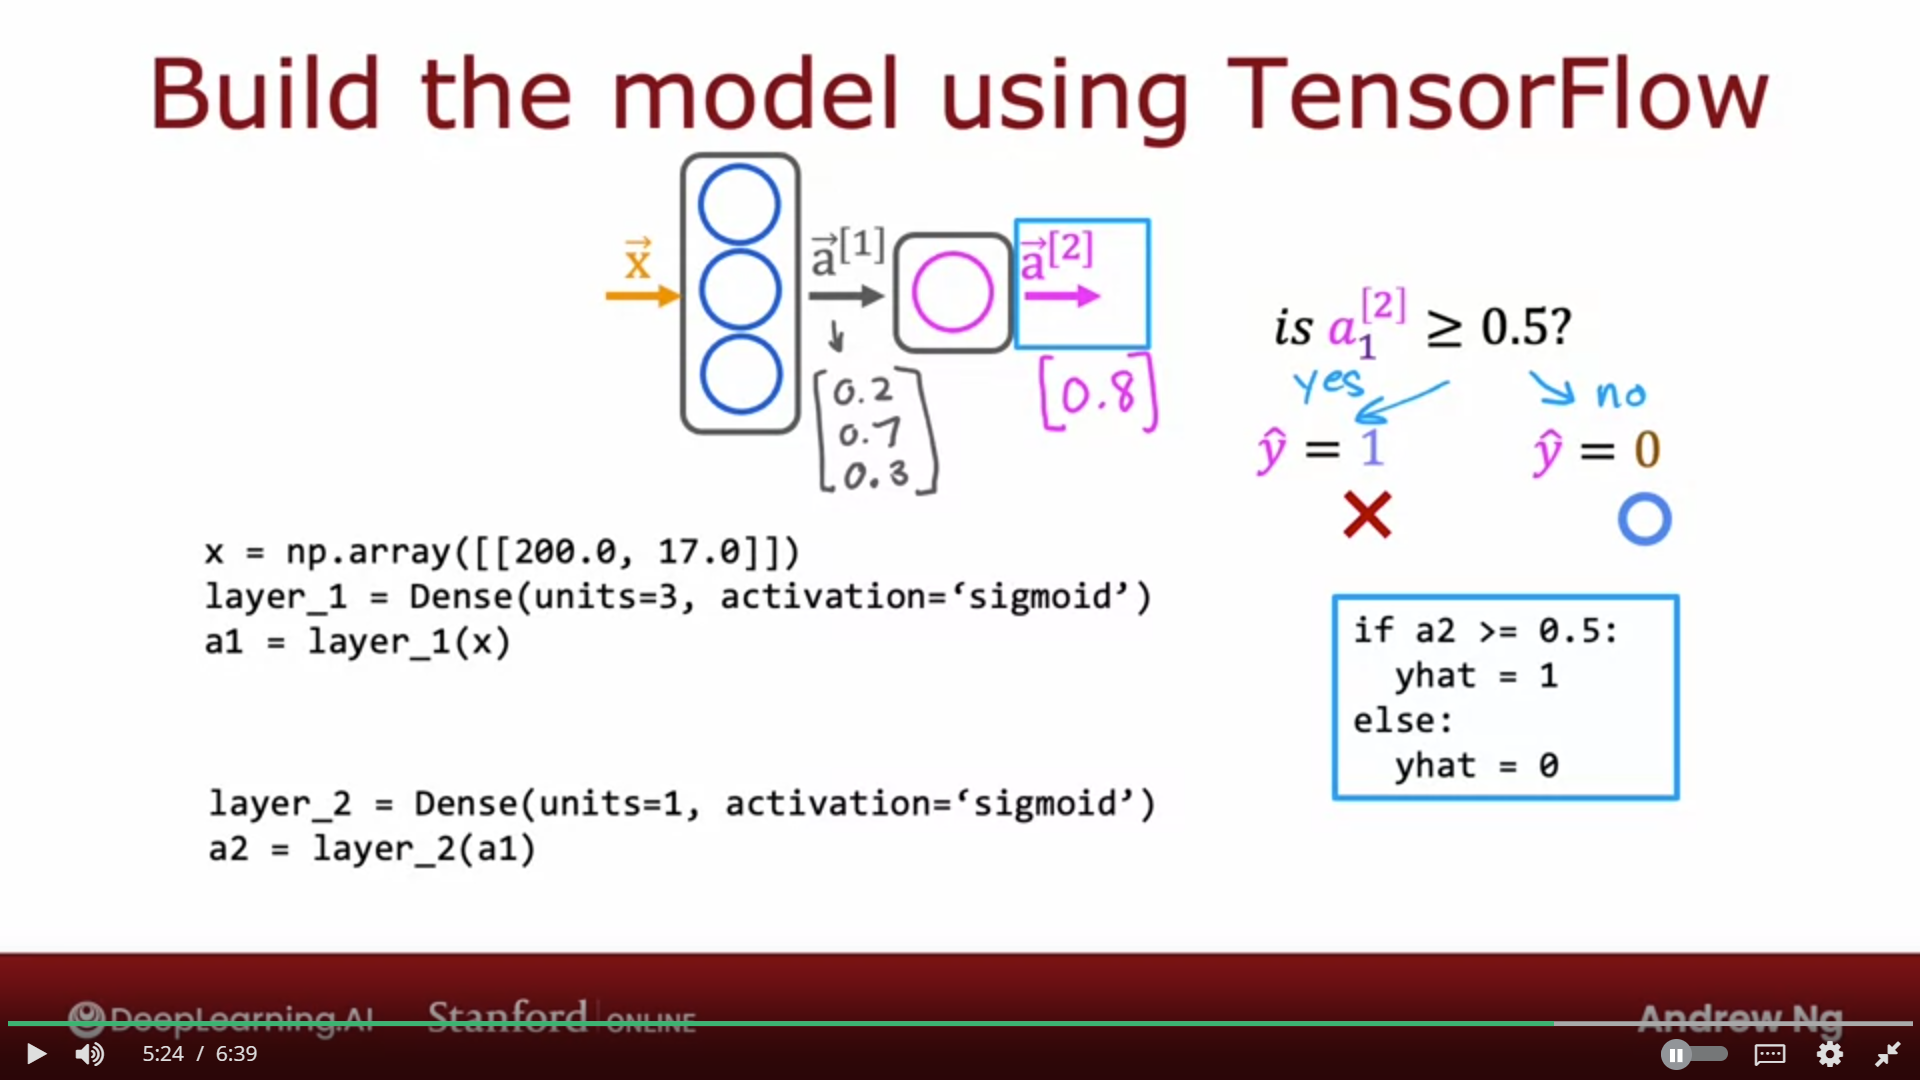 Build the model using TensorFlow
x⃗
a⃗[1]
a⃗[2]
0.2
0.7
0.3
[0.8]
is a₁[2] ≥ 0.5?
yes
no
ŷ = 1
ŷ = 0
x = np.array([[200.0, 17.0]])
layer_1 = Dense(units=3, activation=‘sigmoid’)
a1 = layer_1(x)
layer_2 = Dense(units=1, activation=‘sigmoid’)
a2 = layer_2(a1)
if a2 >= 0.5:
yhat = 1
else:
yhat = 0
DeepLearning.AI
Stanford | ONLINE
Andrew Ng
5:24 / 6:39